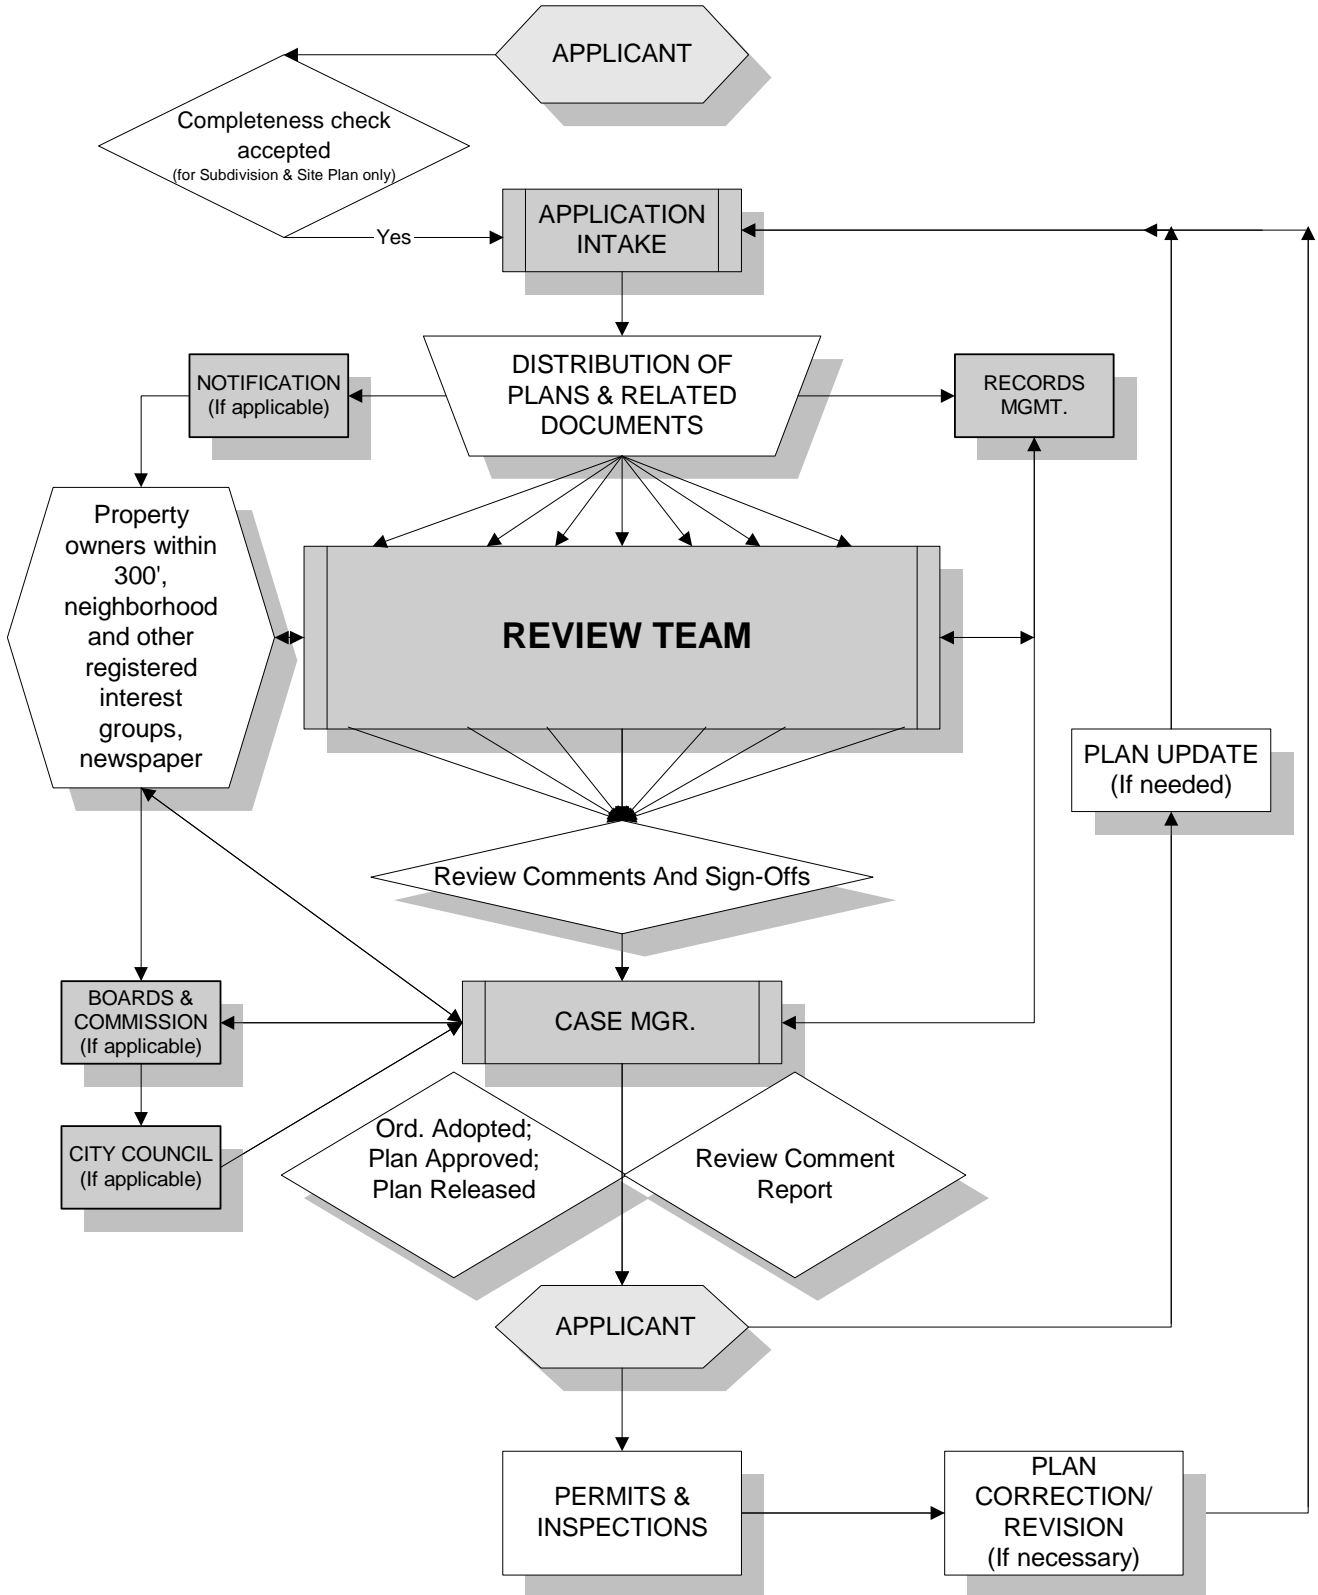 APPLICANT
Completeness check
accepted
(for Subdivision & Site Plan only)
Yes
APPLICATION
INTAKE
DISTRIBUTION OF
PLANS & RELATED
DOCUMENTS
NOTIFICATION
(If applicable)
RECORDS
MGMT.
Property
owners within
300',
neighborhood
and other
registered
interest
groups,
newspaper
REVIEW TEAM
PLAN UPDATE
(If needed)
Review Comments And Sign-Offs
BOARDS &
COMMISSION
(If applicable)
CASE MGR.
CITY COUNCIL
(If applicable)
Ord. Adopted;
Plan Approved;
Plan Released
Review Comment
Report
APPLICANT
PERMITS &
INSPECTIONS
PLAN
CORRECTION/
REVISION
(If necessary)